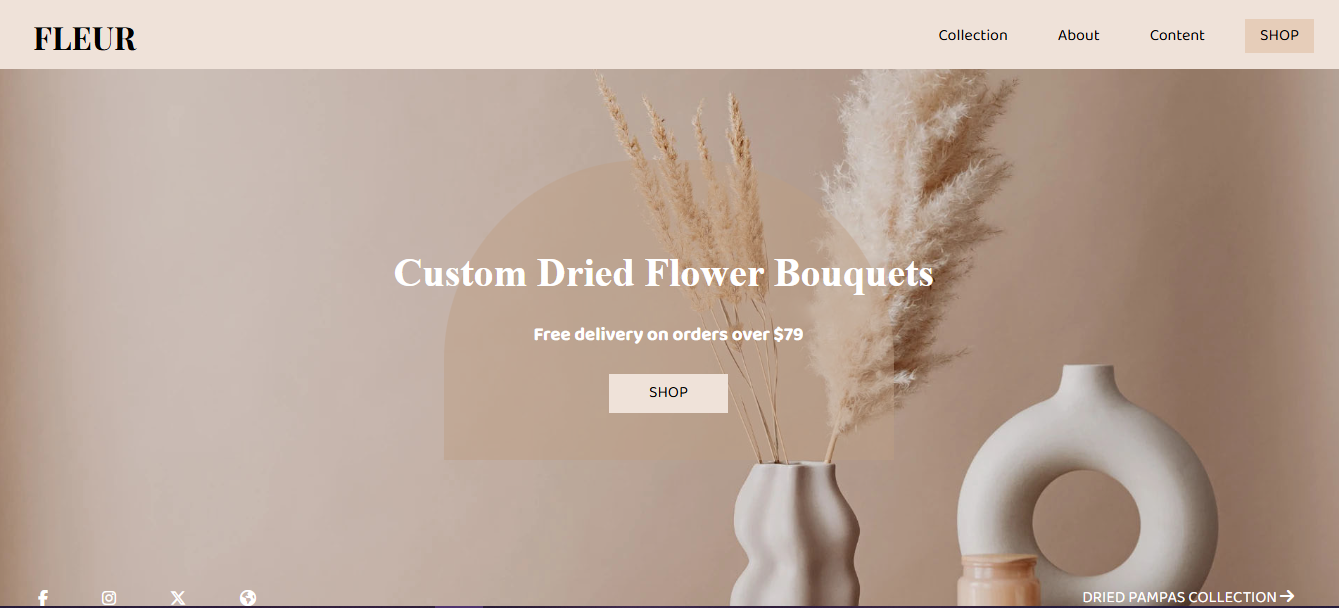 FLEUR
Collection About Content SHOP
Custom Dried Flower Bouquets
Free delivery on orders over $79
SHOP
DRIED PAMPAS COLLECTION